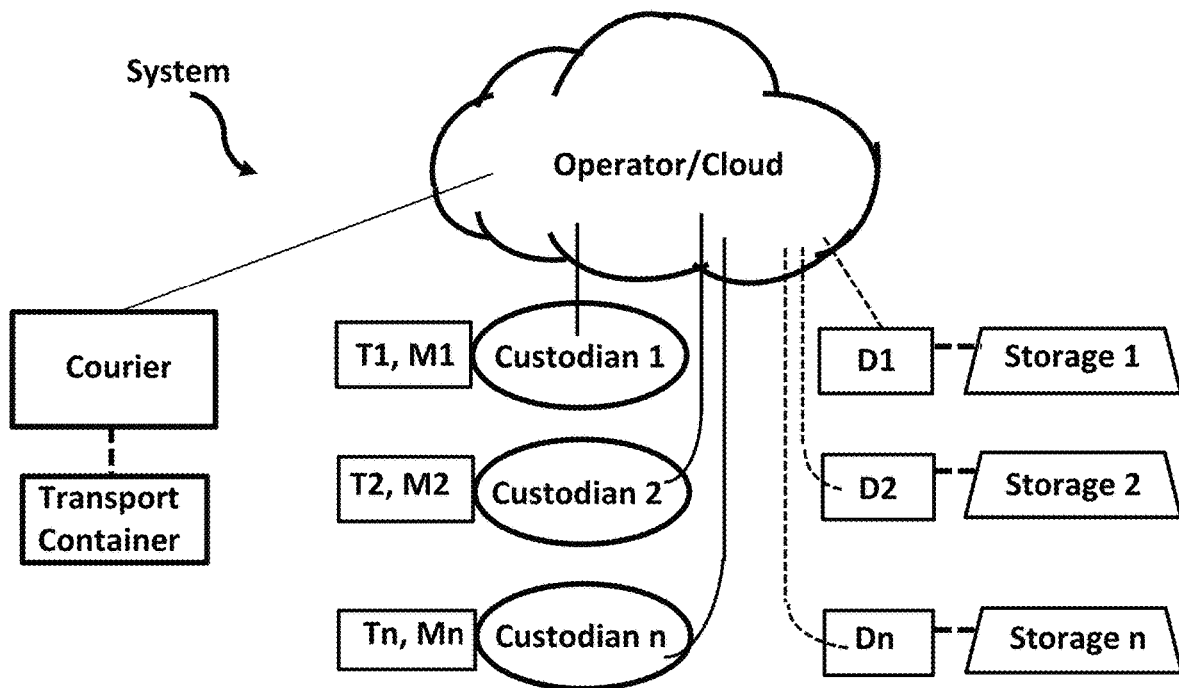 System
Operator/Cloud
Courier
Transport
Container
T1, M1
Custodian 1
T2, M2
Custodian 2
Tn, Mn
Custodian n
D1
Storage 1
D2
Storage 2
Dn
Storage n